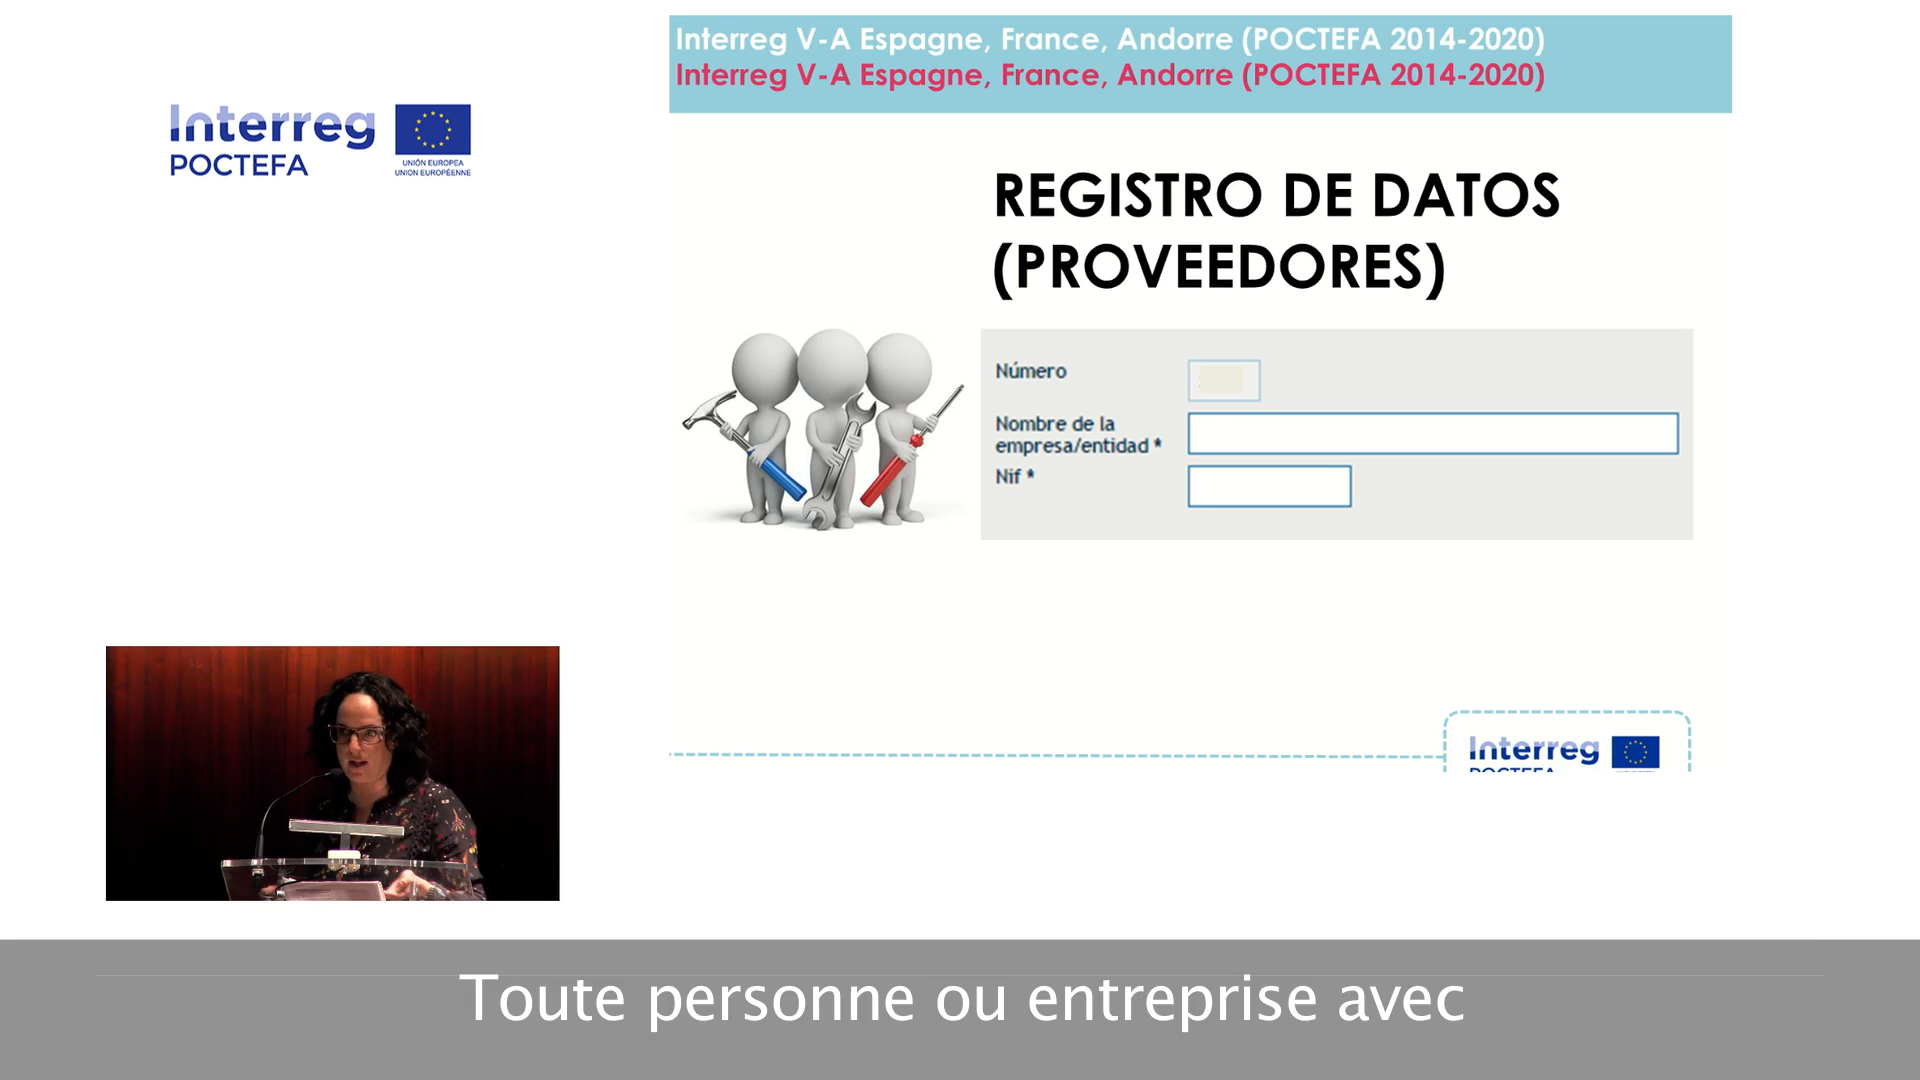 Interreg V-A Espagne, France, Andorre (POCTEFA 2014-2020)
Interreg V-A Espagne, France, Andorre (POCTEFA 2014-2020)
Interreg
POCTEFA
UNIÓN EUROPEA
UNION EUROPÉENNE
REGISTRO DE DATOS
(PROVEEDORES)
Número
Nombre de la
empresa/entidad *
Nif *
Interreg
POCTEFA
Toute personne ou entreprise avec